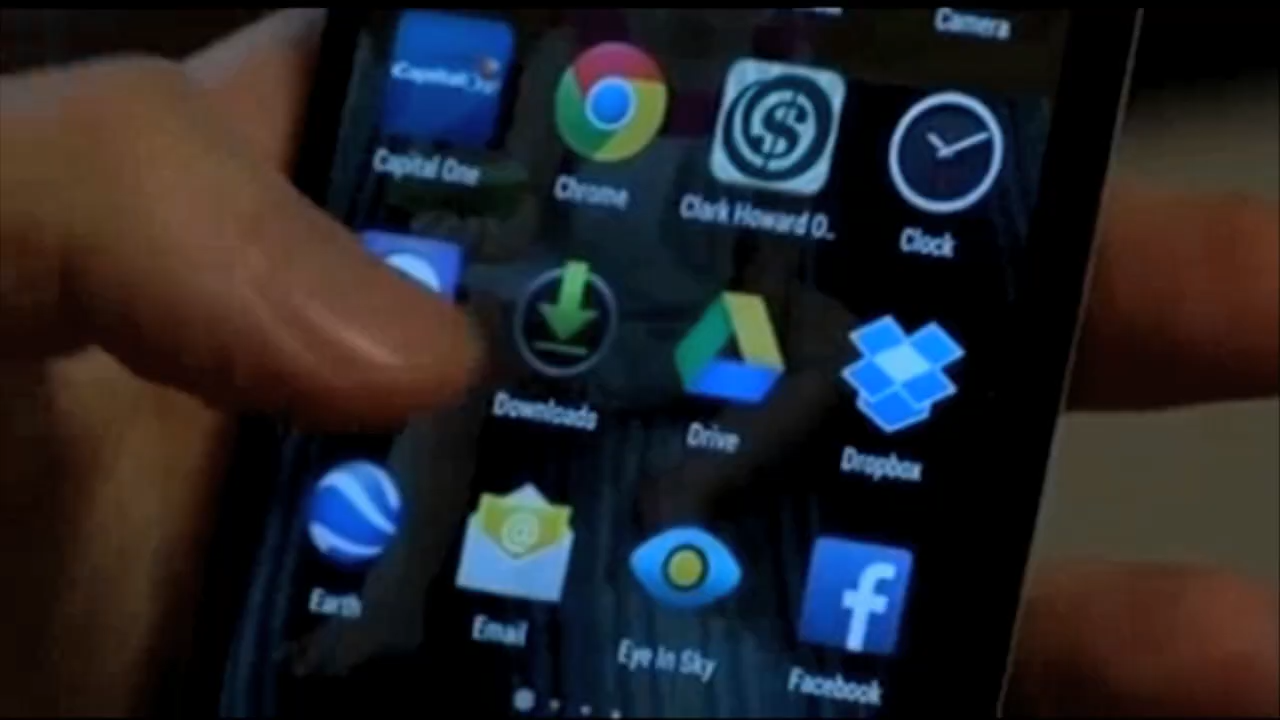 Camera
Capital One
Capital One
Chrome
Clark Howard O..
Clock
Downloads
Drive
Dropbox
Earth
@
Email
Eye In Sky
f
Facebook